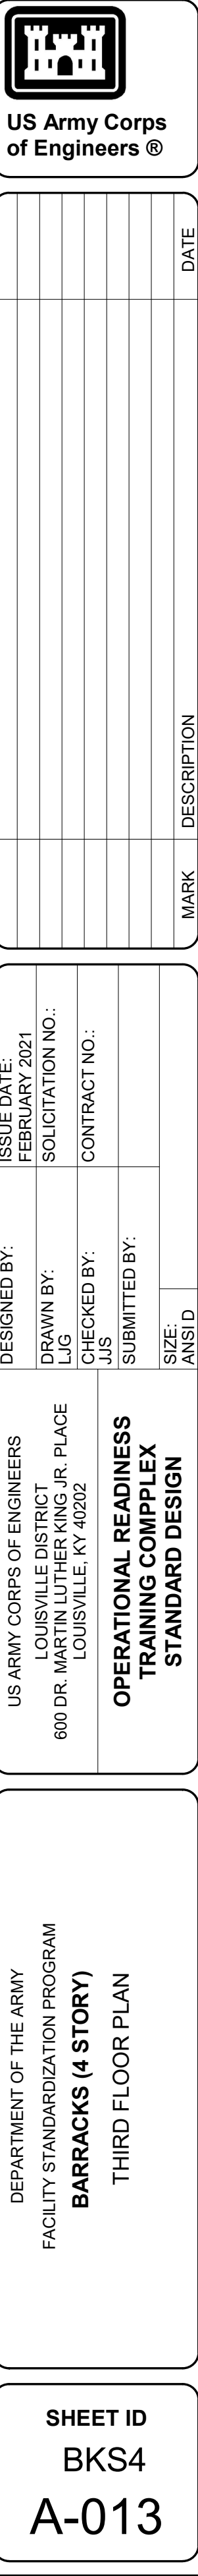 US Army Corps
of Engineers ®
DATE
DESCRIPTION
MARK
ISSUE DATE:
FEBRUARY 2021
SOLICITATION NO.:
CONTRACT NO.:
DESIGNED BY:
DRAWN BY:
LJG
CHECKED BY:
JJS
SUBMITTED BY:
SIZE:
ANSI D
US ARMY CORPS OF ENGINEERS
LOUISVILLE DISTRICT
600 DR. MARTIN LUTHER KING JR. PLACE
LOUISVILLE, KY 40202
OPERATIONAL READINESS
TRAINING COMPPLEX
STANDARD DESIGN
DEPARTMENT OF THE ARMY
FACILITY STANDARDIZATION PROGRAM
BARRACKS (4 STORY)
THIRD FLOOR PLAN
SHEET ID
BKS4
A-013